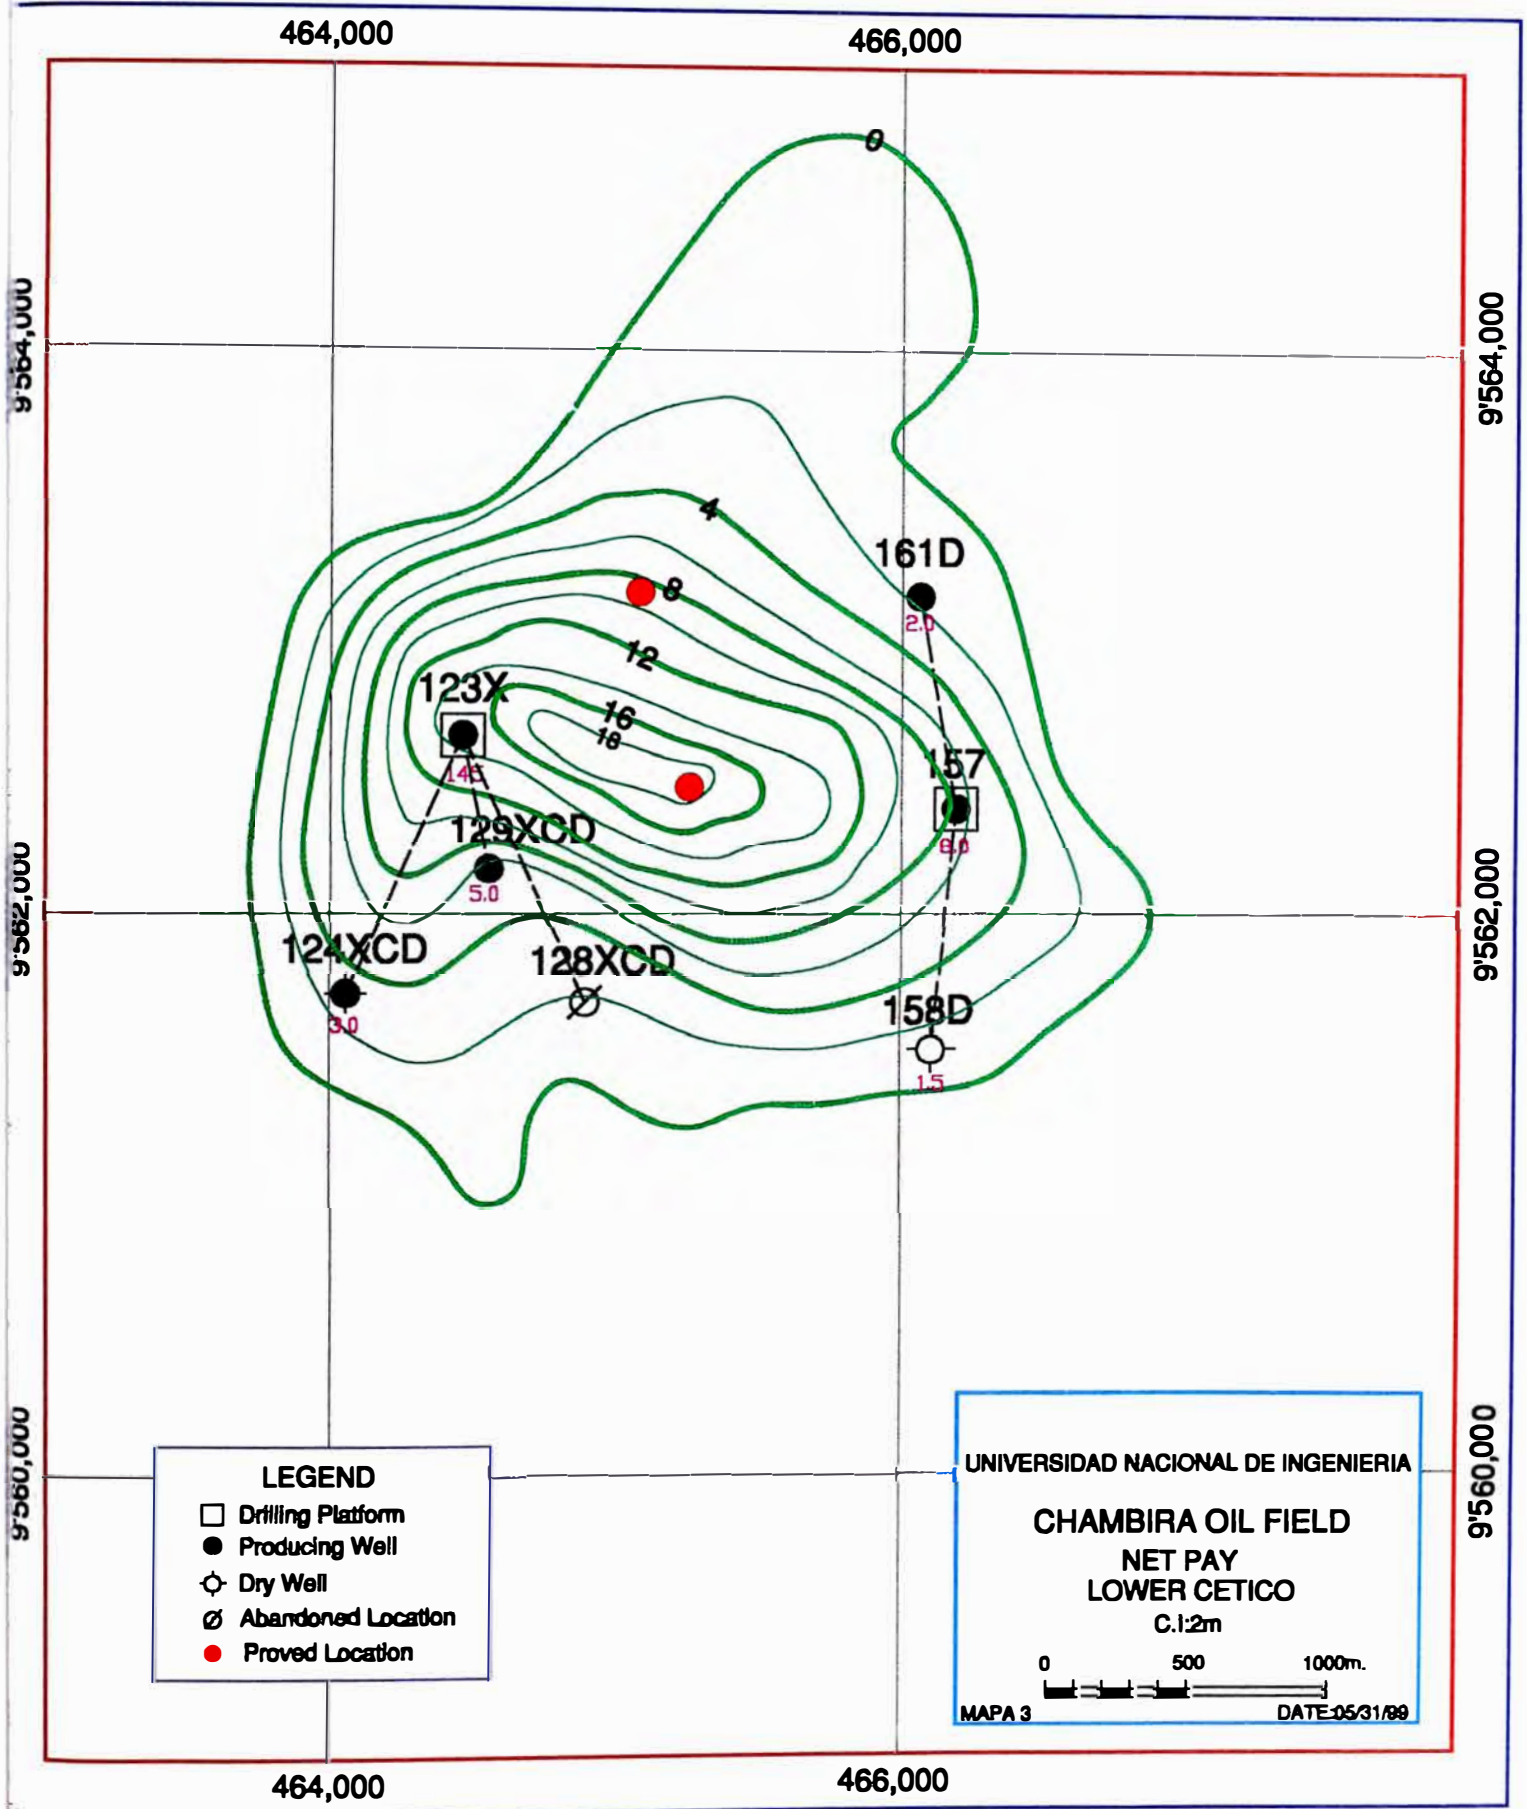 464,000
466,000
0
9'564,000
9'564,000
4
161D
2.0
8
12
123X
16
18
157
129XCD
8.0
5.0
9'562,000
9'562,000
124XCD
128XCD
3.0
158D
1.5
9'560,000
9'560,000
LEGEND
Drilling Platform
Producing Well
Dry Well
Abandoned Location
Proved Location
UNIVERSIDAD NACIONAL DE INGENIERIA
CHAMBIRA OIL FIELD
NET PAY
LOWER CETICO
C.I:2m
0 500 1000m.
MAPA 3 DATE:05/31/99
464,000
466,000